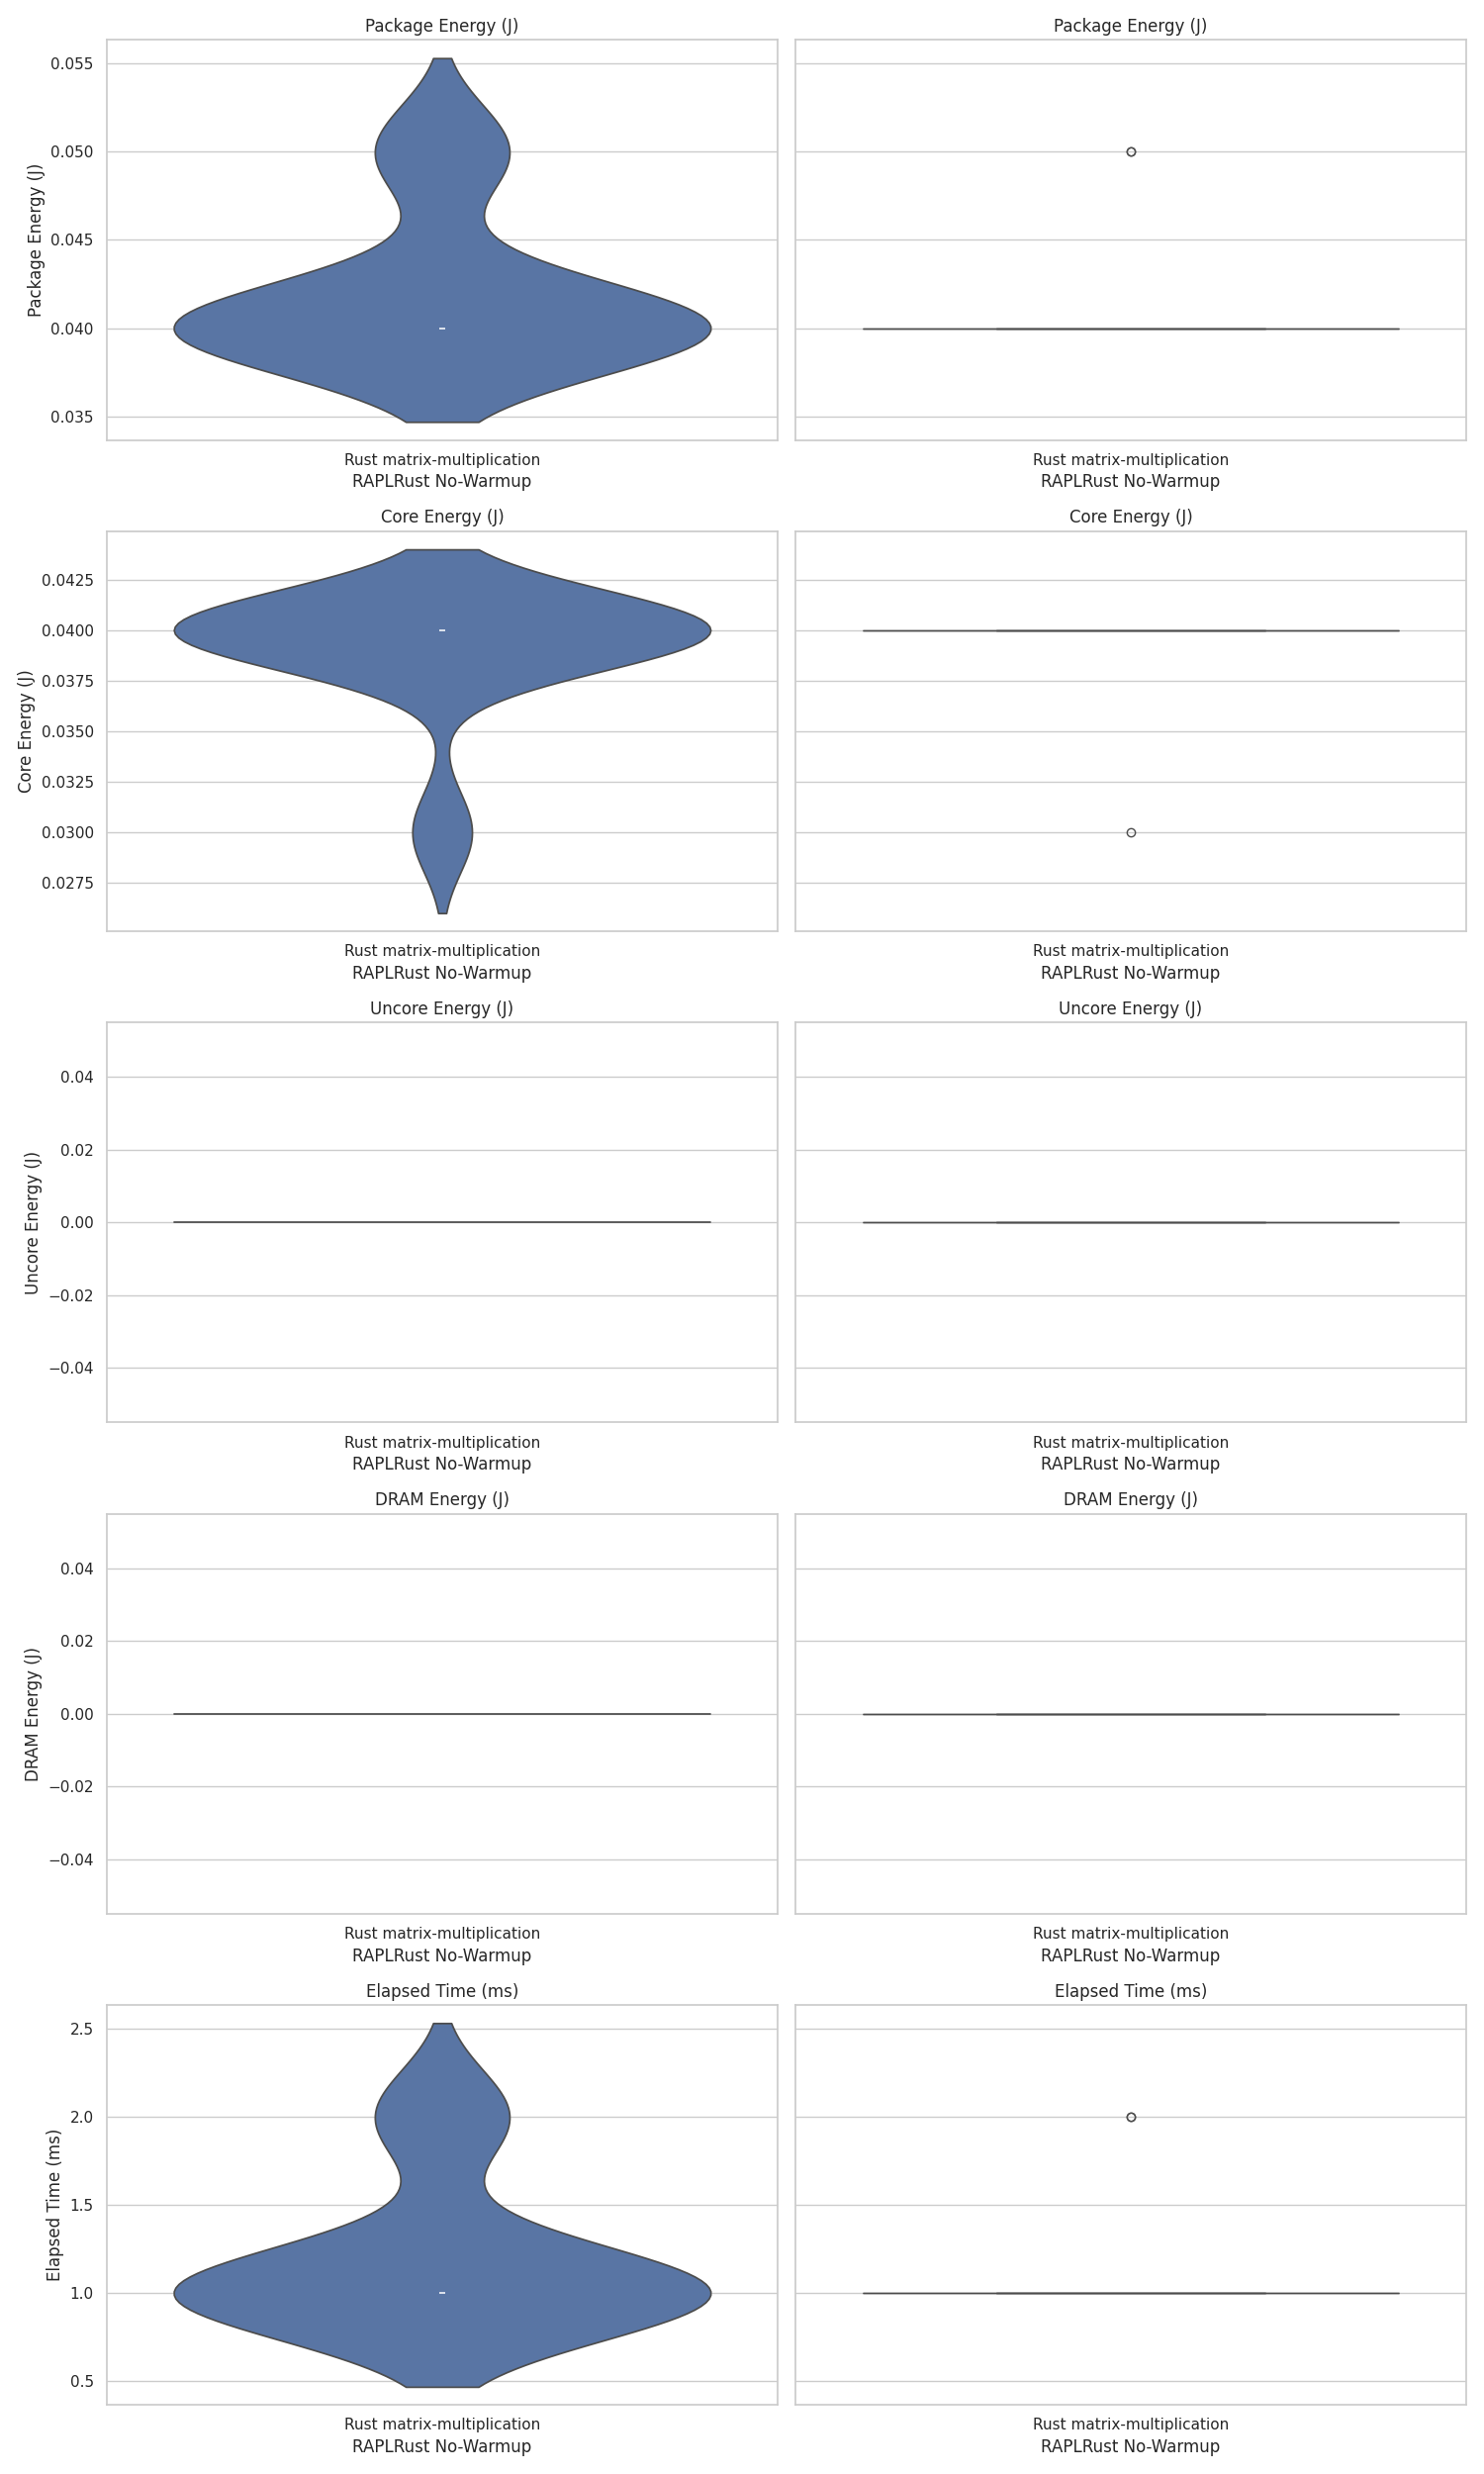 Package Energy (J)
Package Energy (J)
Package Energy (J)
0.055
0.050
0.045
0.040
0.035
Rust matrix-multiplication
RAPLRust No-Warmup
Rust matrix-multiplication
RAPLRust No-Warmup
Core Energy (J)
Core Energy (J)
Core Energy (J)
0.0425
0.0400
0.0375
0.0350
0.0325
0.0300
0.0275
Rust matrix-multiplication
RAPLRust No-Warmup
Rust matrix-multiplication
RAPLRust No-Warmup
Uncore Energy (J)
Uncore Energy (J)
Uncore Energy (J)
0.04
0.02
0.00
−0.02
−0.04
Rust matrix-multiplication
RAPLRust No-Warmup
Rust matrix-multiplication
RAPLRust No-Warmup
DRAM Energy (J)
DRAM Energy (J)
DRAM Energy (J)
0.04
0.02
0.00
−0.02
−0.04
Rust matrix-multiplication
RAPLRust No-Warmup
Rust matrix-multiplication
RAPLRust No-Warmup
Elapsed Time (ms)
Elapsed Time (ms)
Elapsed Time (ms)
2.5
2.0
1.5
1.0
0.5
Rust matrix-multiplication
RAPLRust No-Warmup
Rust matrix-multiplication
RAPLRust No-Warmup